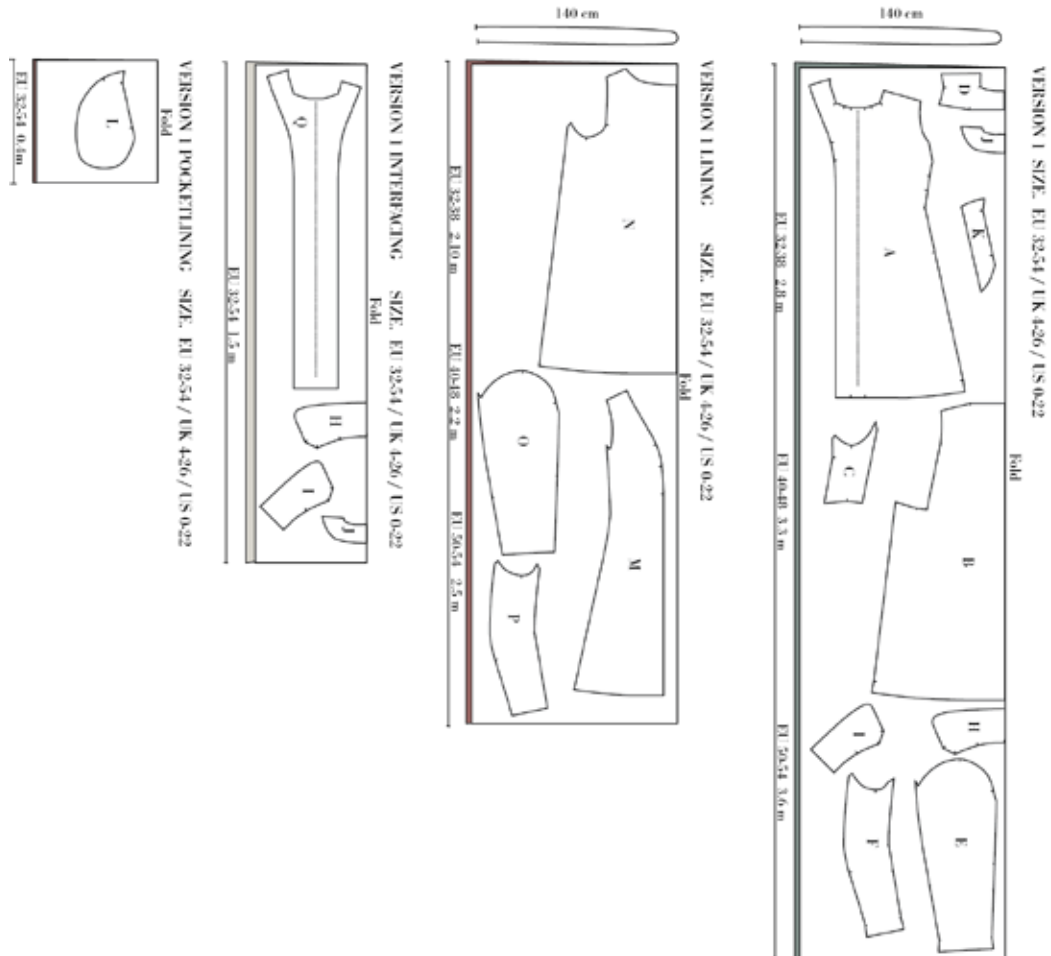 VERSION 1  SIZE. EU 32-54 / UK 4-26 / US 0-22
140 cm
Fold
D
J
K
A
C
B
I
H
F
E
EU 32-38  2.8 m
EU 40-48  3.3 m
EU 50-54  3.6 m
VERSION 1 LINING  SIZE. EU 32-54 / UK 4-26 / US 0-22
140 cm
Fold
N
O
M
P
EU 32-38  2.10 m
EU 40-48  2.2 m
EU 50-54  2.5 m
VERSION 1 INTERFACING  SIZE. EU 32-54 / UK 4-26 / US 0-22
Fold
Q
H
I
J
EU 32-54  1.5 m
VERSION 1 POCKETLINING  SIZE. EU 32-54 / UK 4-26 / US 0-22
Fold
L
EU 32-54  0.4m